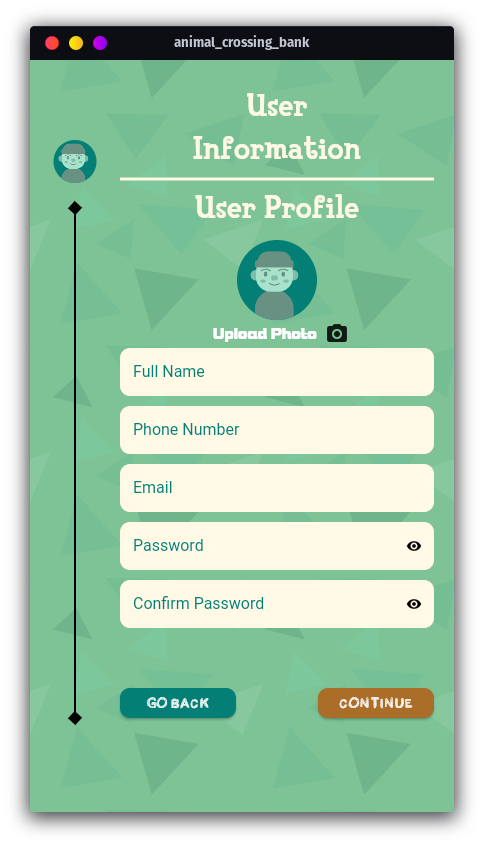 animal_crossing_bank
User
Information
User Profile
Upload Photo
Full Name
Phone Number
Email
Password
Confirm Password
GO BACK
CONTINUE